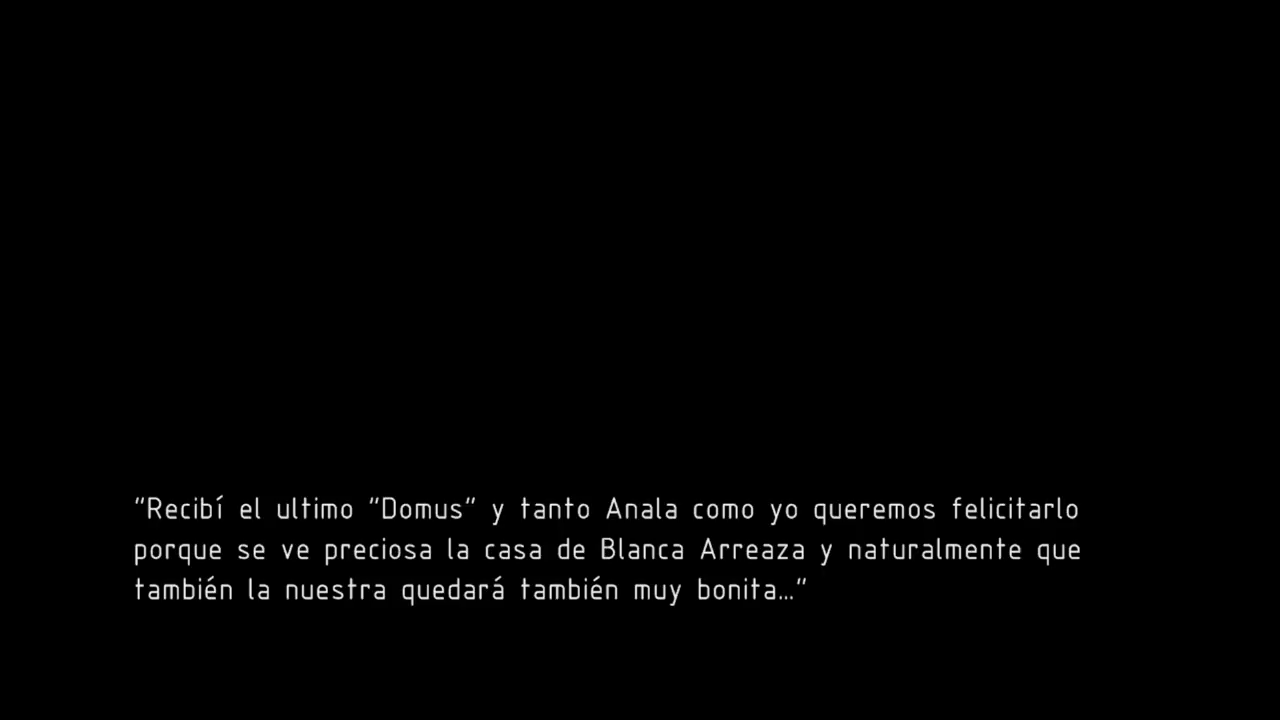 “Recibí el ultimo “Domus” y tanto Anala como yo queremos felicitarlo
porque se ve preciosa la casa de Blanca Arreaza y naturalmente que
también la nuestra quedará también muy bonita...”